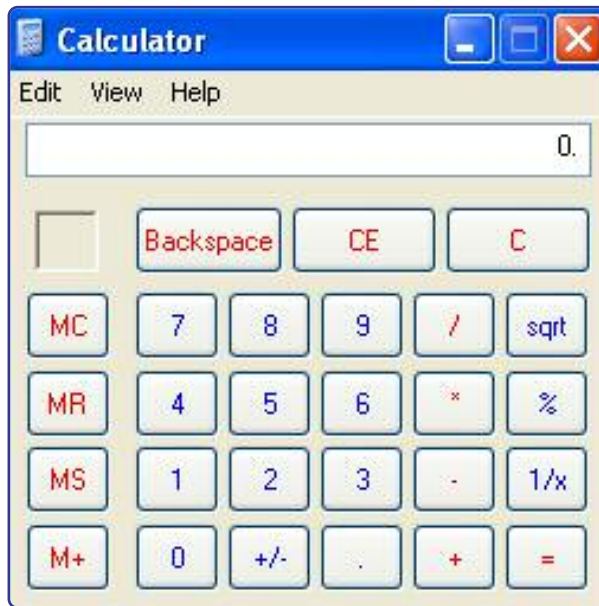 Calculator
Edit View Help
0.
Backspace CE C
MC 7 8 9 / sqrt
MR 4 5 6 * %
MS 1 2 3 - 1/x
M+ 0 +/- . + =